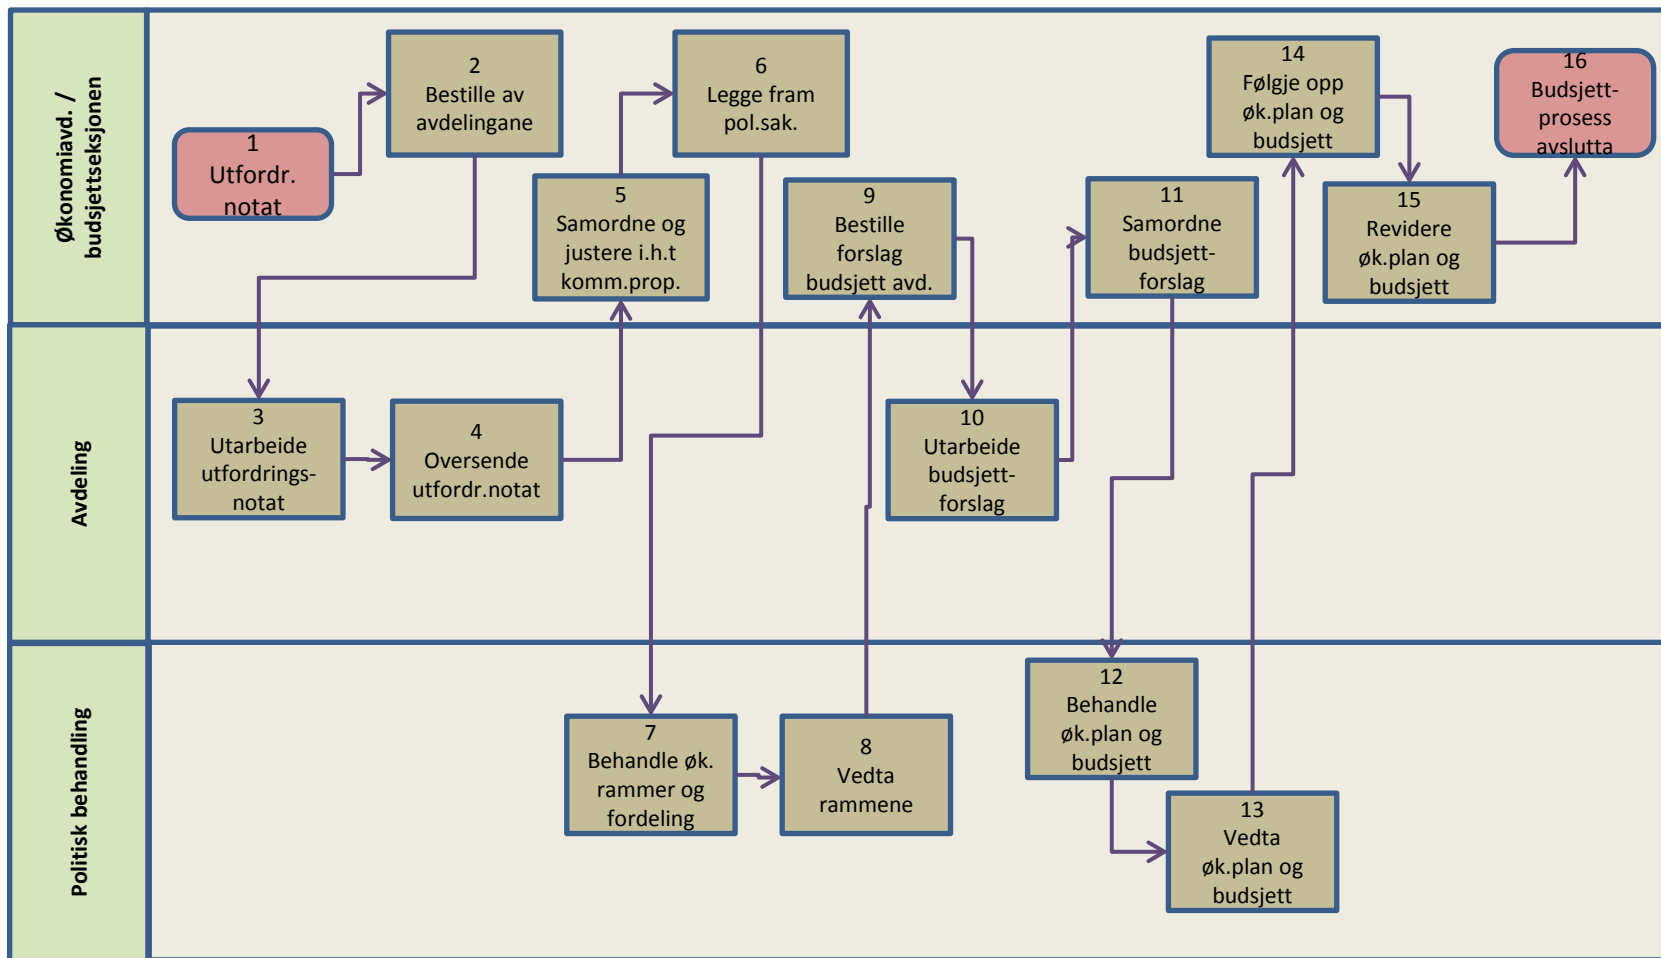 Økonomiavd. /
budsjettseksjonen
1
Utfordr.
notat
2
Bestille av
avdelingane
5
Samordne og
justere i.h.t
komm.prop.
6
Legge fram
pol.sak.
9
Bestille
forslag
budsjett avd.
11
Samordne
budsjett-
forslag
14
Følgje opp
øk.plan og
budsjett
15
Revidere
øk.plan og
budsjett
16
Budsjett-
prosess
avslutta
Avdeling
3
Utarbeide
utfordrings-
notat
4
Oversende
utfordr.notat
10
Utarbeide
budsjett-
forslag
Politisk behandling
7
Behandle øk.
rammer og
fordeling
8
Vedta
rammene
12
Behandle
øk.plan og
budsjett
13
Vedta
øk.plan og
budsjett